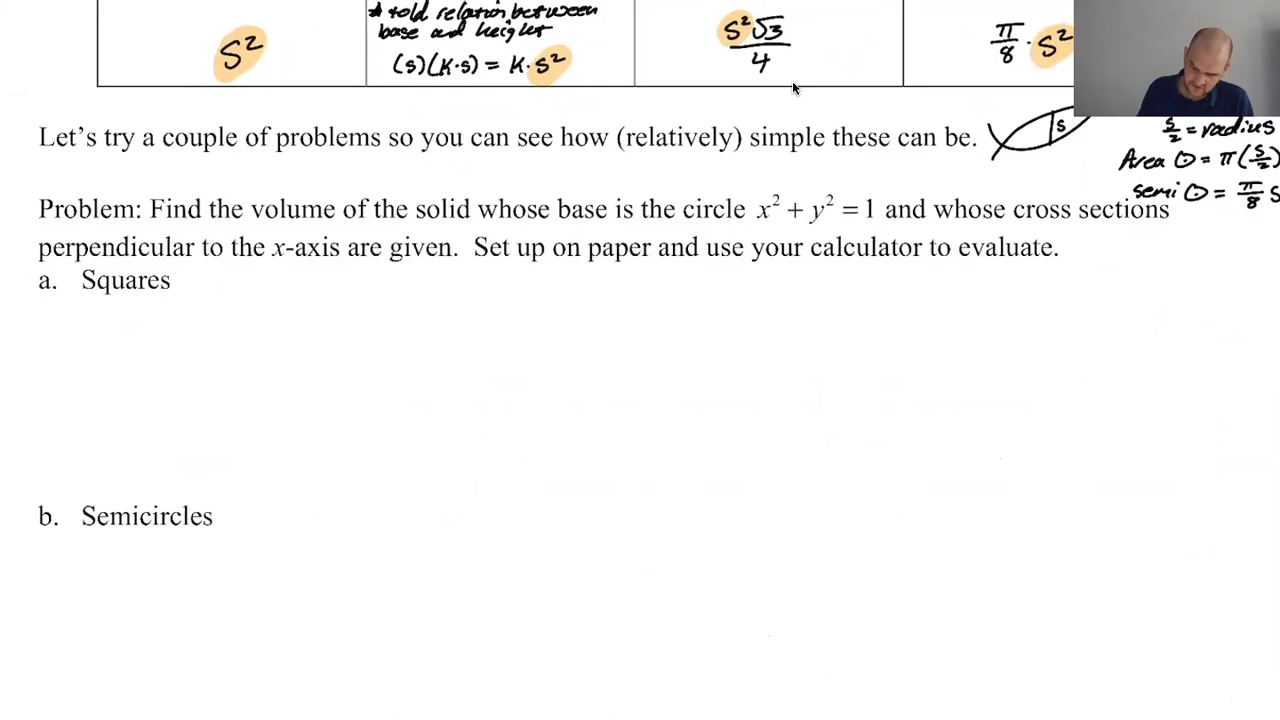 * told relation between
base and height
S²
(s)(K·s) = K·s²
S²√3
4
π
8
· S²
Let's try a couple of problems so you can see how (relatively) simple these can be.
s
s/2 = radius
Area ⊙ = π(s/2)
semi ⊙ = π/8 s
Problem: Find the volume of the solid whose base is the circle x² + y² = 1 and whose cross sections
perpendicular to the x-axis are given. Set up on paper and use your calculator to evaluate.
a. Squares
b. Semicircles